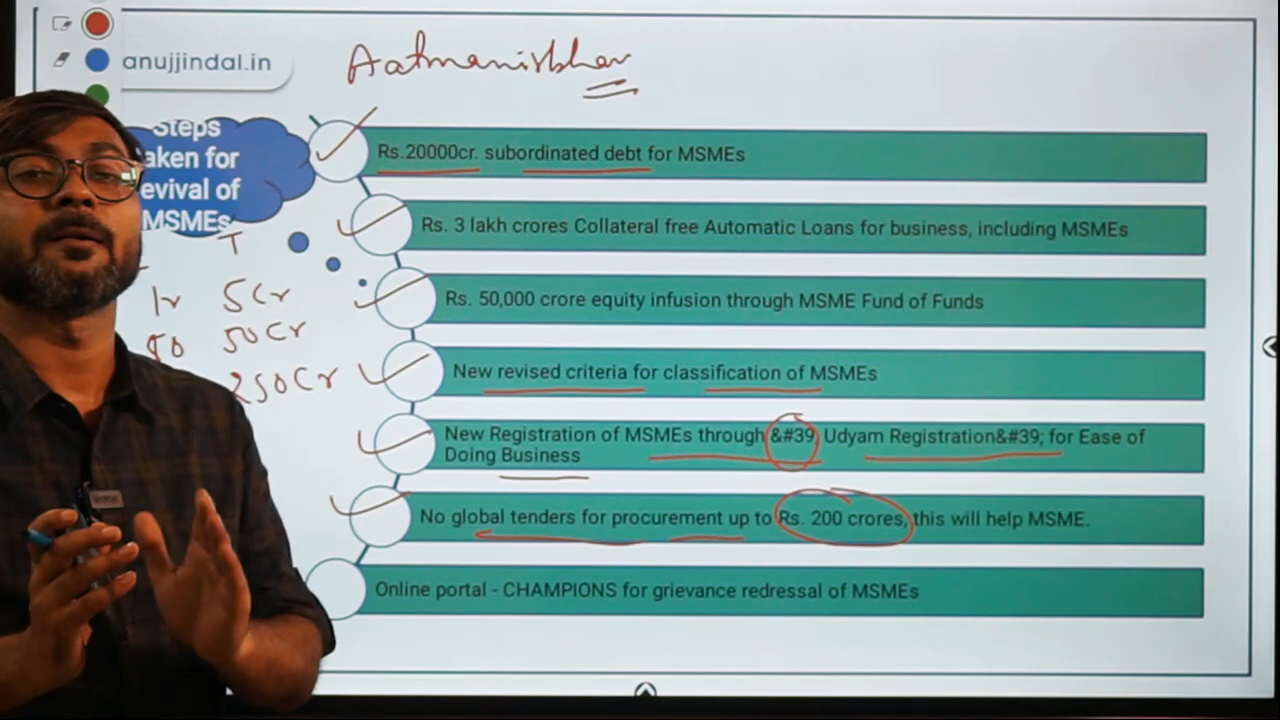 anujjindal.in
Aatmanirbhar
Steps
aken for
evival of
MSMEs
T
5Cr
50Cr
250Cr
Rs.20000cr. subordinated debt for MSMEs
Rs. 3 lakh crores Collateral free Automatic Loans for business, including MSMEs
Rs. 50,000 crore equity infusion through MSME Fund of Funds
New revised criteria for classification of MSMEs
New Registration of MSMEs through &#39; Udyam Registration&#39; for Ease of
Doing Business
No global tenders for procurement up to Rs. 200 crores, this will help MSME.
Online portal - CHAMPIONS for grievance redressal of MSMEs